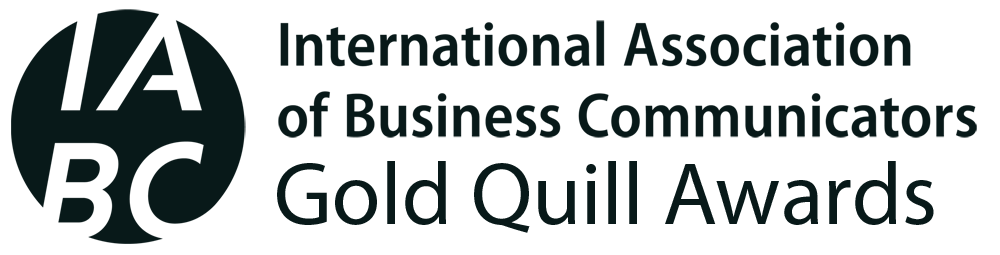 IA
BC
International Association
of Business Communicators
Gold Quill Awards